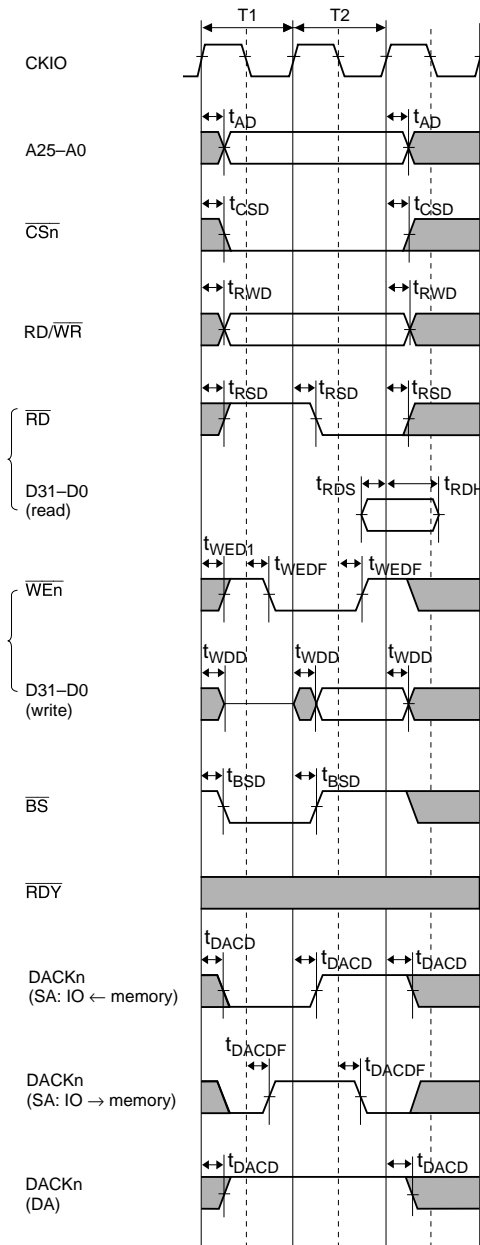 T1 T2
CKIO
tAD tAD
A25–A0
tCSD tCSD
CSn
tRWD tRWD
RD/WR
tRSD tRSD tRSD
RD
tRDS tRDH
D31–D0
(read)
tWED1 tWEDF tWEDF
WEn
tWDD tWDD tWDD
D31–D0
(write)
tBSD tBSD
BS
RDY
tDACD tDACD tDACD
DACKn
(SA: IO ← memory)
tDACDF tDACDF
DACKn
(SA: IO → memory)
tDACD tDACD
DACKn
(DA)